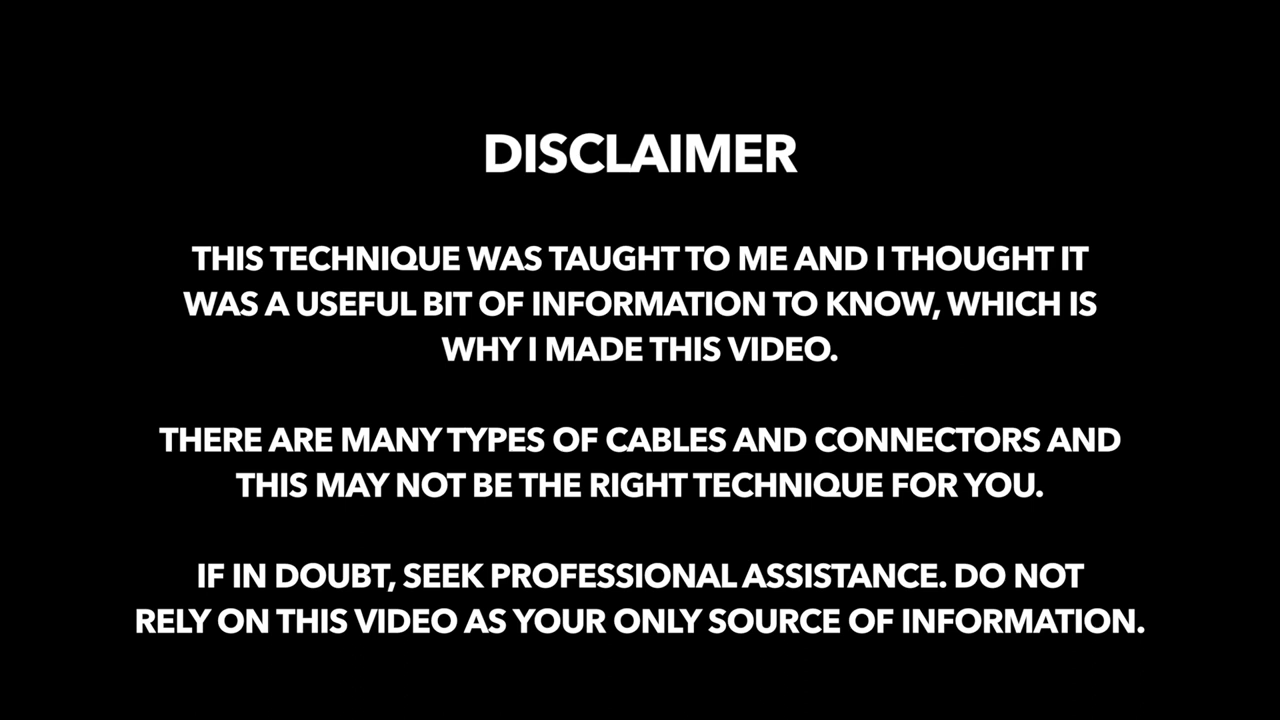 DISCLAIMER
THIS TECHNIQUE WAS TAUGHT TO ME AND I THOUGHT IT
WAS A USEFUL BIT OF INFORMATION TO KNOW, WHICH IS
WHY I MADE THIS VIDEO.
THERE ARE MANY TYPES OF CABLES AND CONNECTORS AND
THIS MAY NOT BE THE RIGHT TECHNIQUE FOR YOU.
IF IN DOUBT, SEEK PROFESSIONAL ASSISTANCE. DO NOT
RELY ON THIS VIDEO AS YOUR ONLY SOURCE OF INFORMATION.